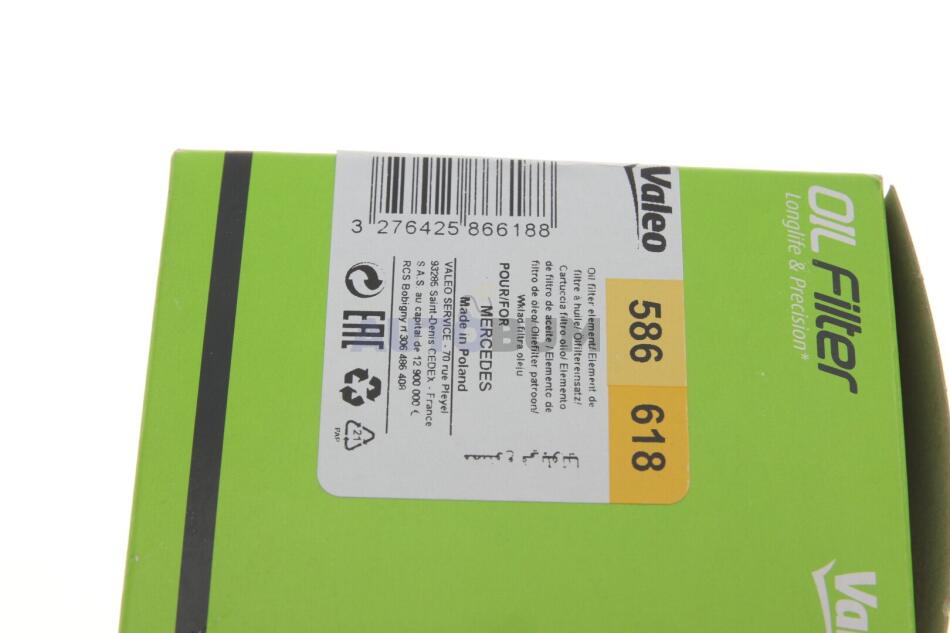 OIL FILTER
Longlife & Precision*
Valeo
586 618
Oil filter element/ Element de
filtre à huile/ Ölfiltereinsatz/
Cartuccia filtro olio/ Elemento
de filtro de aceite / Elemento de
filtro de oleo/ Oliefilter patroon/
Wkład filtra oleju
POUR/FOR
MERCEDES
Made in Poland
VALEO SERVICE - 70 rue Pleyel
93285 Saint-Denis CEDEX - France
S.A.S. au capital de 12 900 000 €
RCS Bobigny n° 306 486 408
3 276425 866188
EAC
21
PAP
Va